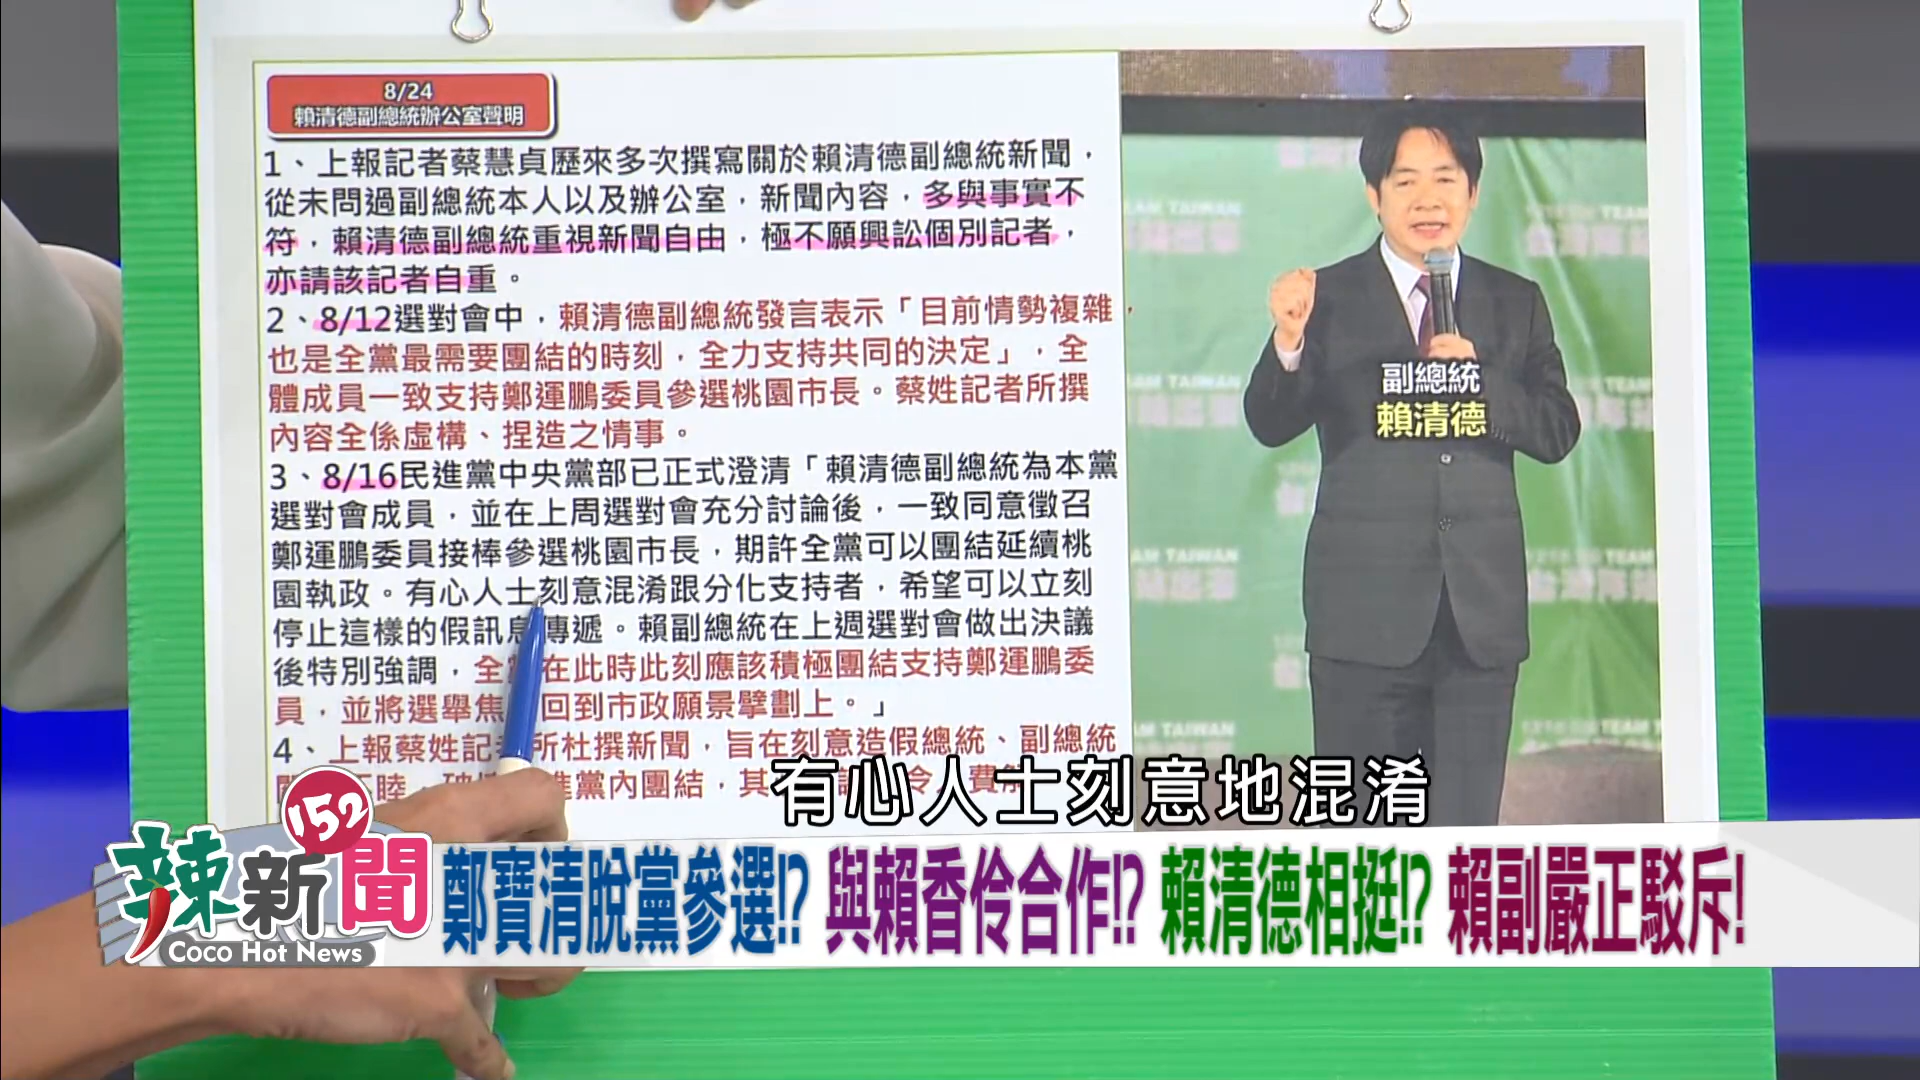 8/24
賴清德副總統辦公室聲明
1、上報記者蔡慧貞歷來多次撰寫關於賴清德副總統新聞，
從未問過副總統本人以及辦公室，新聞內容，多與事實不
符，賴清德副總統重視新聞自由，極不願興訟個別記者，
亦請該記者自重。
2、8/12選對會中，賴清德副總統發言表示「目前情勢複雜，
也是全黨最需要團結的時刻，全力支持共同的決定」，全
體成員一致支持鄭運鵬委員參選桃園市長。蔡姓記者所撰
內容全係虛構、捏造之情事。
3、8/16民進黨中央黨部已正式澄清「賴清德副總統為本黨
選對會成員，並在上周選對會充分討論後，一致同意徵召
鄭運鵬委員接棒參選桃園市長，期許全黨可以團結延續桃
園執政。有心人士刻意混淆跟分化支持者，希望可以立刻
停止這樣的假訊息傳遞。賴副總統在上週選對會做出決議
後特別強調，全 在此時此刻應該積極團結支持鄭運鵬委
員，並將選舉焦 回到市政願景擘劃上。」
4、上報蔡姓記 所杜撰新聞，旨在刻意造假總統、副總統
睦 進黨內團結，其 令 費
副總統
賴清德
TEAM TAIWAN
有心人士刻意地混淆
152
辣新聞
Coco Hot News
鄭寶清脫黨參選!? 與賴香伶合作!? 賴清德相挺!? 賴副嚴正駁斥!